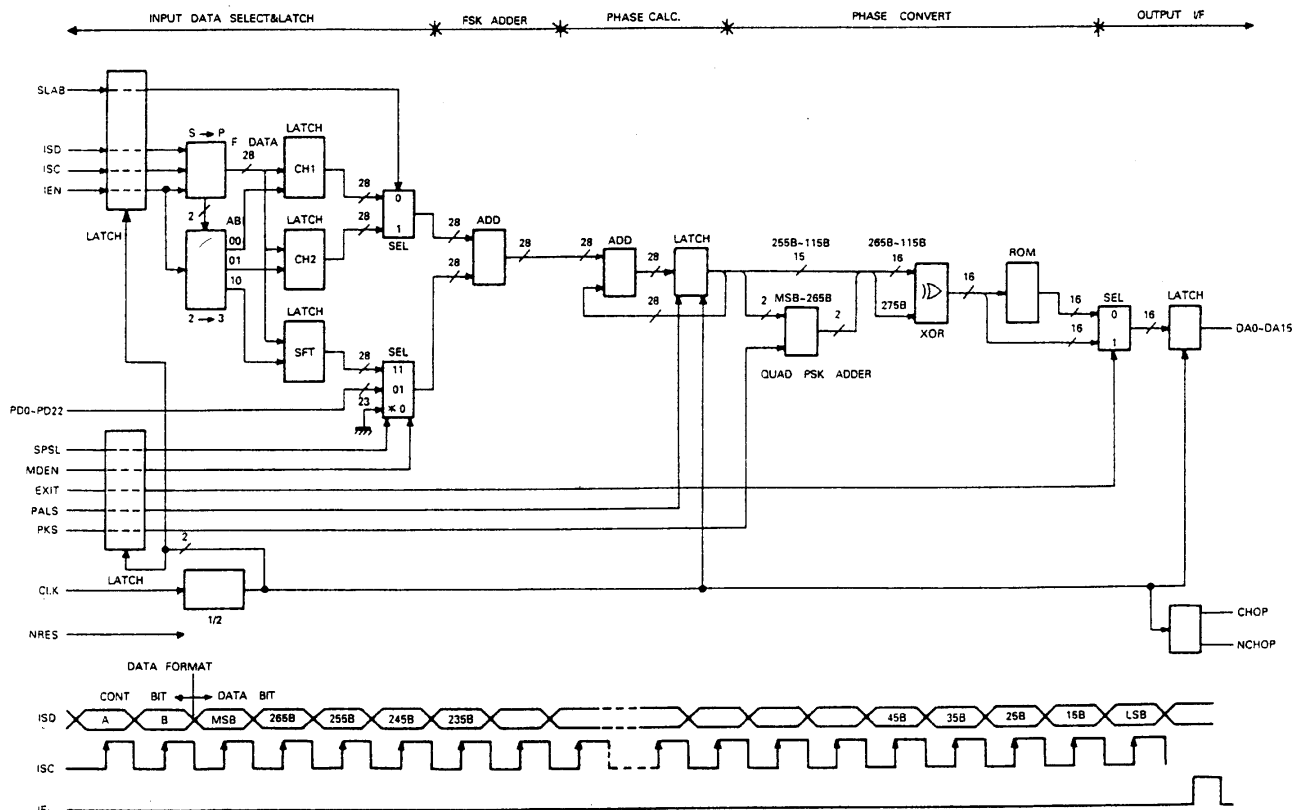 INPUT DATA SELECT&LATCH
FSK ADDER
PHASE CALC.
PHASE CONVERT
OUTPUT I/F
SLAB
ISD
ISC
IEN
LATCH
S → P
F DATA
28
2
AB
00
01
10
2 → 3
LATCH
CH1
LATCH
CH2
LATCH
SFT
28
28
0
1
SEL
28
23
SEL
11
01
* 0
28
28
ADD
28
28
ADD
28
28
LATCH
255B~115B
15
2
MSB~265B
2
QUAD PSK ADDER
265B~115B
16
275B
XOR
16
ROM
16
16
SEL
0
1
16
LATCH
DA0~DA15
PD0~PD22
SPSL
MDEN
EXIT
PALS
PKS
LATCH
2
CLK
1/2
NRES
CHOP
NCHOP
DATA FORMAT
CONT BIT DATA BIT
ISD
A
B
MSB
265B
255B
245B
235B
45B
35B
25B
15B
LSB
ISC